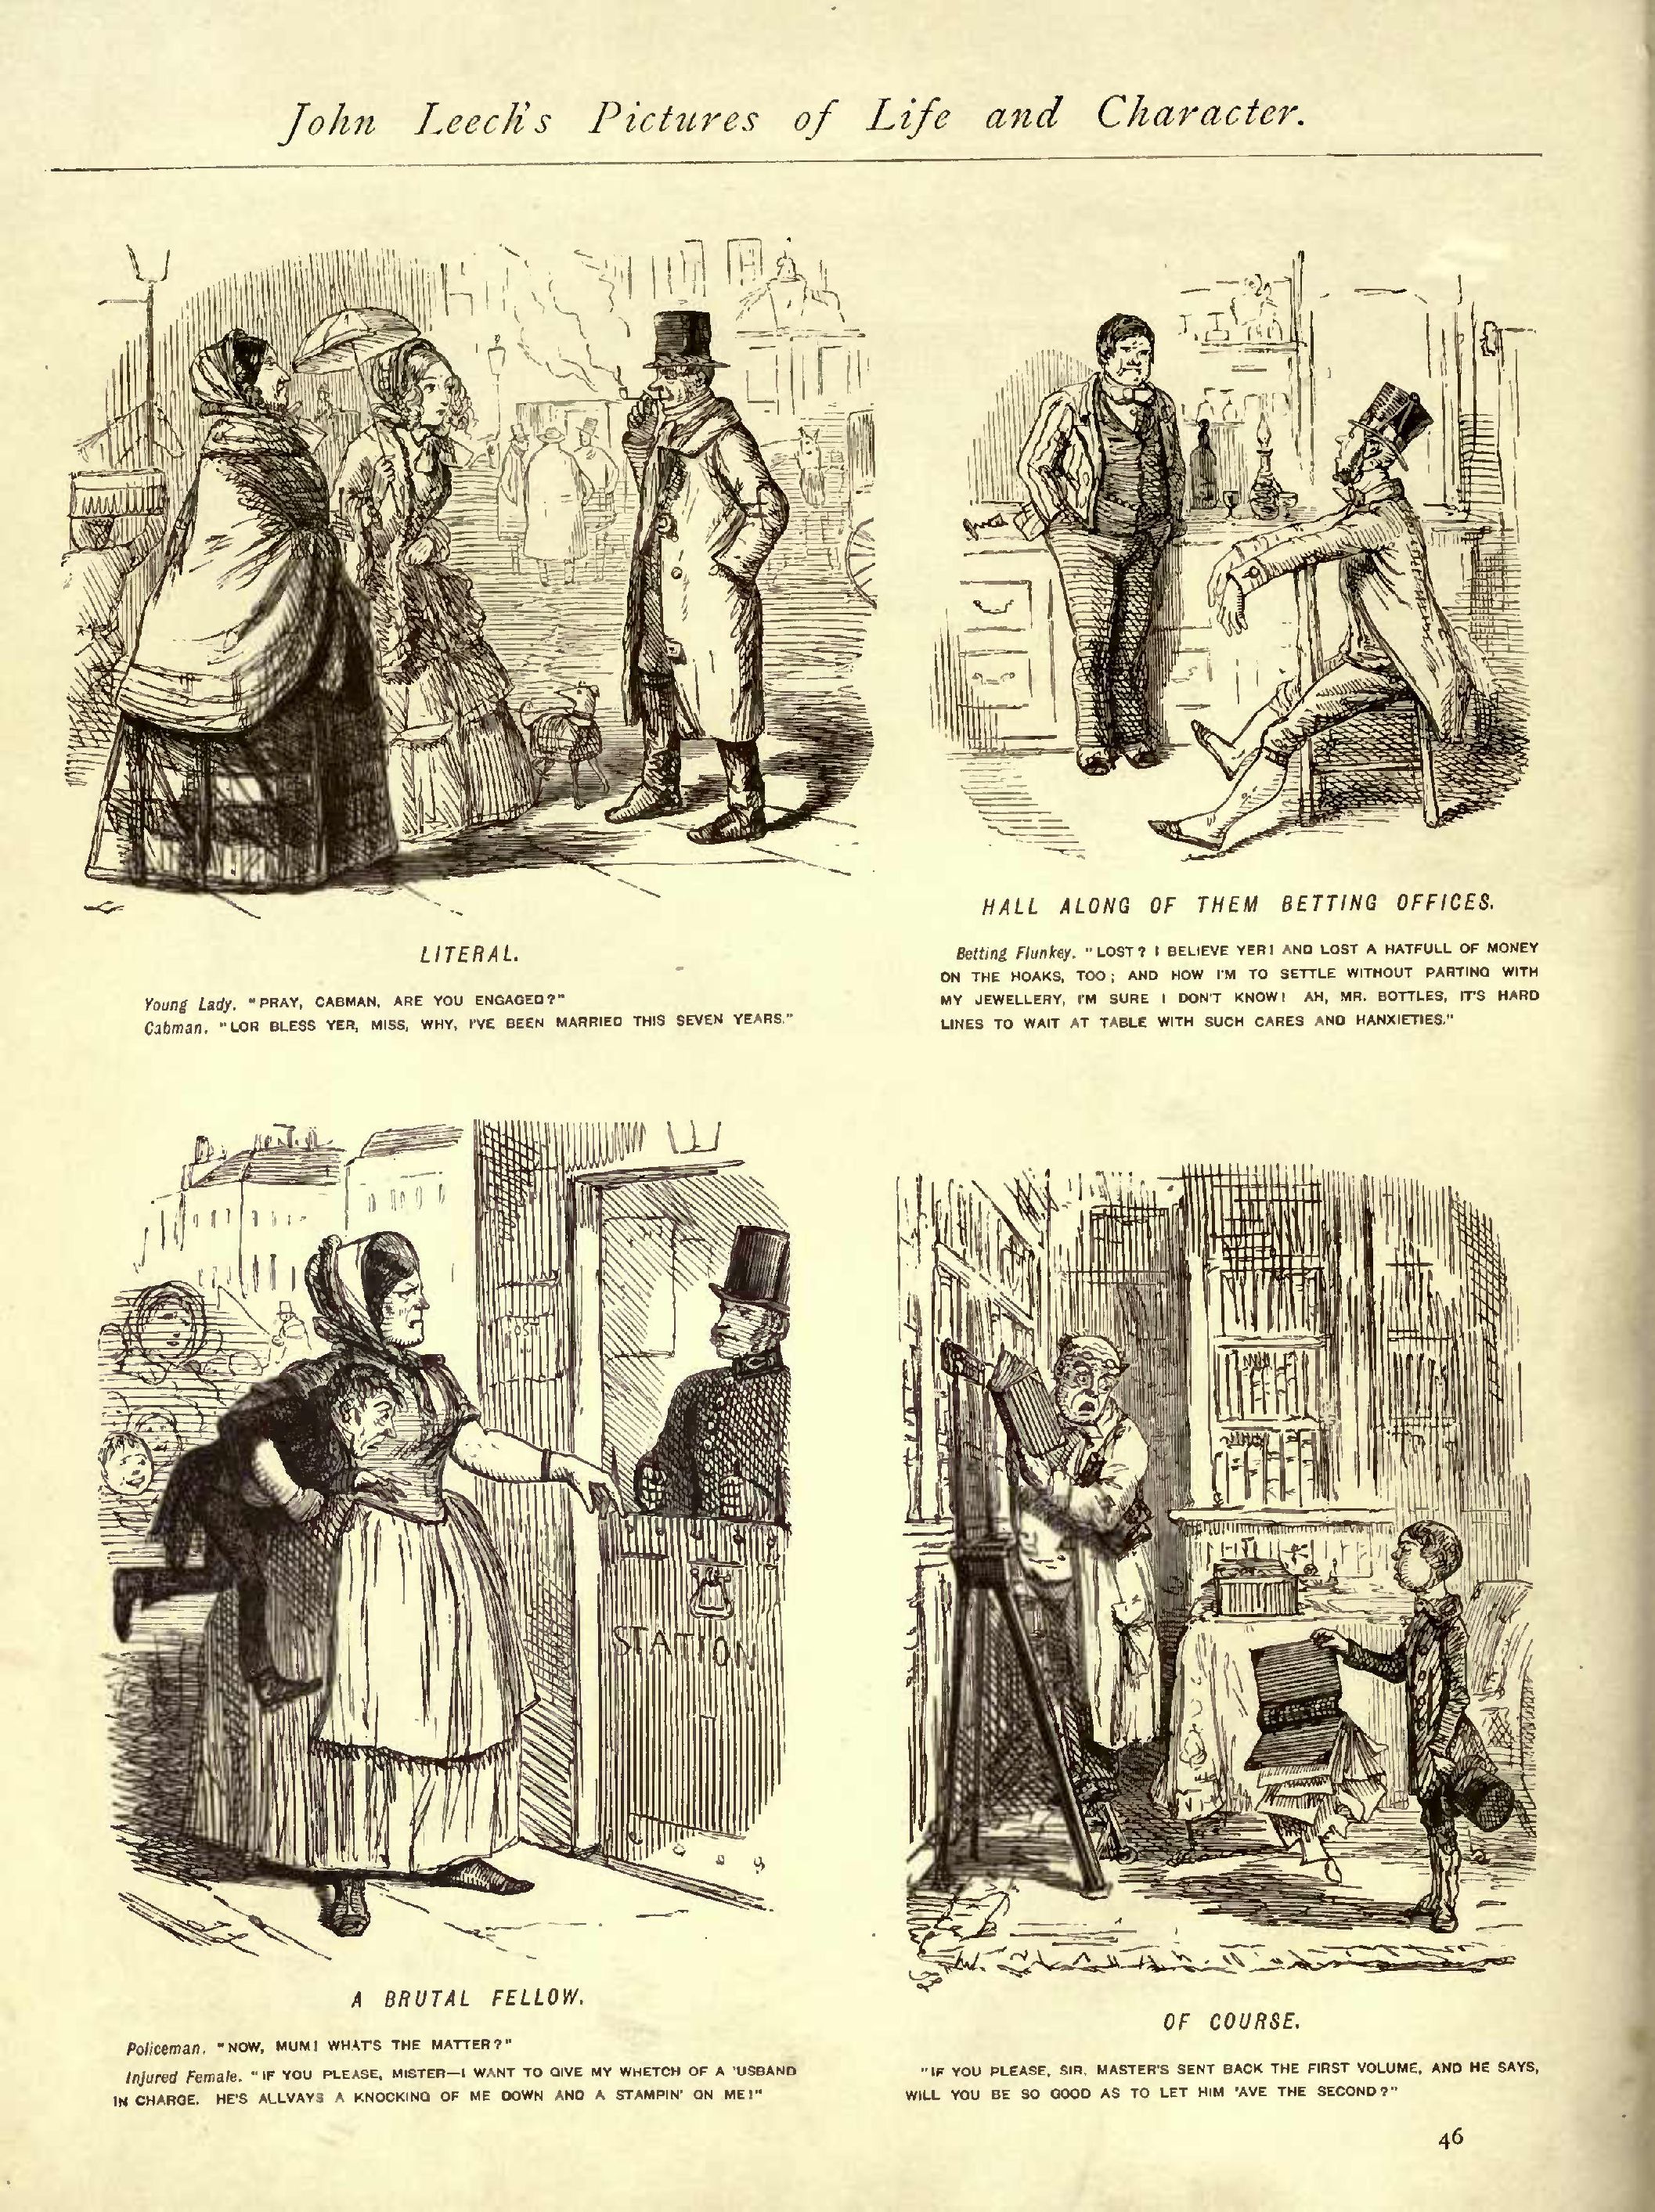 John Leech's Pictures of Life and Character.
LITERAL.
Young Lady. "PRAY, CABMAN, ARE YOU ENGAGED?"
Cabman. "LOR BLESS YER, MISS, WHY, I'VE BEEN MARRIED THIS SEVEN YEARS."
HALL ALONG OF THEM BETTING OFFICES.
Betting Flunkey. "LOST? I BELIEVE YER! AND LOST A HATFULL OF MONEY
ON THE HOAKS, TOO; AND HOW I'M TO SETTLE WITHOUT PARTING WITH
MY JEWELLERY, I'M SURE I DON'T KNOW! AH, MR. BOTTLES, IT'S HARD
LINES TO WAIT AT TABLE WITH SUCH CARES AND HANXIETIES."
STATION
A BRUTAL FELLOW.
Policeman. "NOW, MUM! WHAT'S THE MATTER?"
Injured Female. "IF YOU PLEASE, MISTER—I WANT TO GIVE MY WHETCH OF A 'USBAND
IN CHARGE. HE'S ALLVAYS A KNOCKING OF ME DOWN AND A STAMPIN' ON ME!"
OF COURSE.
"IF YOU PLEASE, SIR, MASTER'S SENT BACK THE FIRST VOLUME, AND HE SAYS,
WILL YOU BE SO GOOD AS TO LET HIM 'AVE THE SECOND?"
46